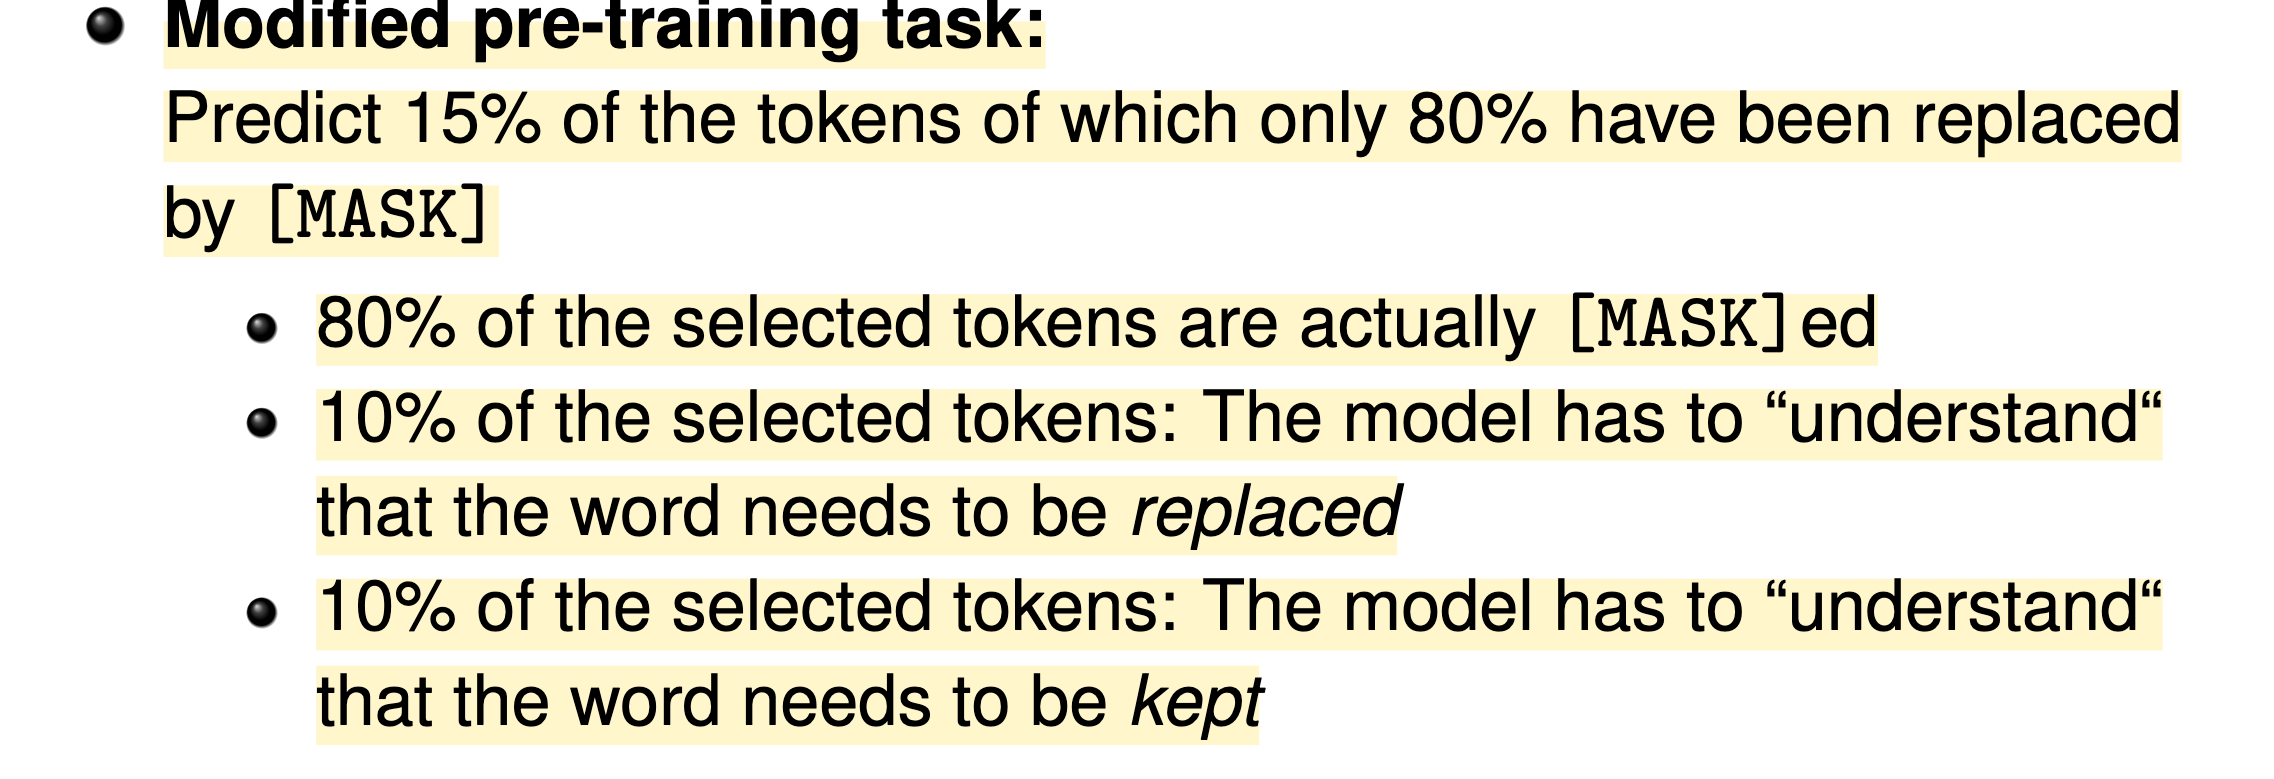 Modified pre-training task:
Predict 15% of the tokens of which only 80% have been replaced
by [MASK]
80% of the selected tokens are actually [MASK]ed
10% of the selected tokens: The model has to “understand“
that the word needs to be replaced
10% of the selected tokens: The model has to “understand“
that the word needs to be kept